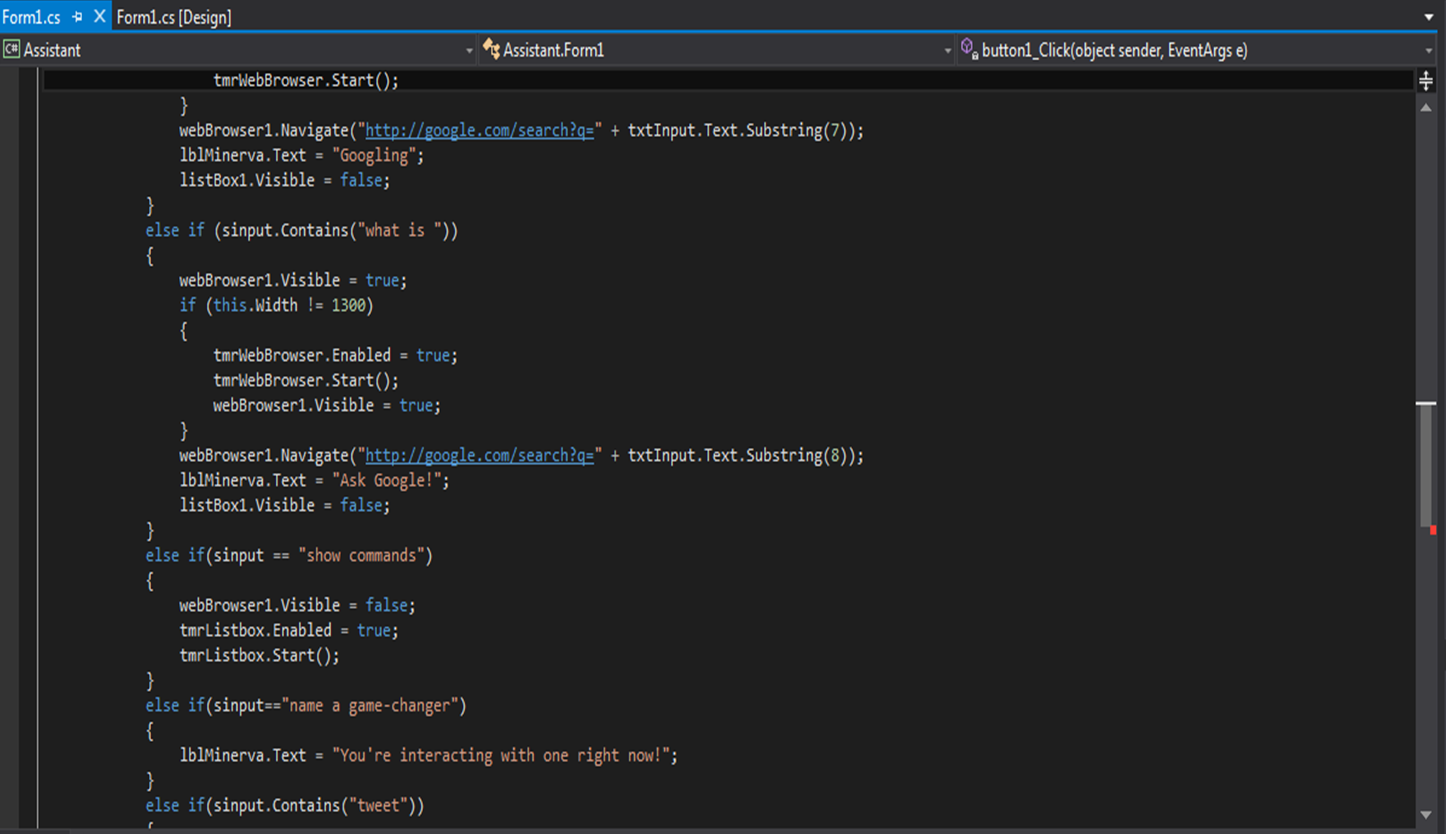 Form1.cs Form1.cs [Design]
C# Assistant Assistant.Form1 button1_Click(object sender, EventArgs e)
tmrWebBrowser.Start();
}
webBrowser1.Navigate("http://google.com/search?q=" + txtInput.Text.Substring(7));
lblMinerva.Text = "Googling";
listBox1.Visible = false;
}
else if (sinput.Contains("what is "))
{
webBrowser1.Visible = true;
if (this.Width != 1300)
{
tmrWebBrowser.Enabled = true;
tmrWebBrowser.Start();
webBrowser1.Visible = true;
}
webBrowser1.Navigate("http://google.com/search?q=" + txtInput.Text.Substring(8));
lblMinerva.Text = "Ask Google!";
listBox1.Visible = false;
}
else if(sinput == "show commands")
{
webBrowser1.Visible = false;
tmrListbox.Enabled = true;
tmrListbox.Start();
}
else if(sinput=="name a game-changer")
{
lblMinerva.Text = "You're interacting with one right now!";
}
else if(sinput.Contains("tweet"))
{